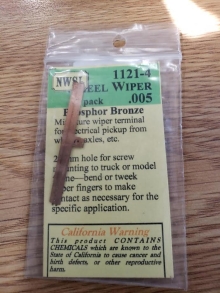 NWSL 1121-4
WHEEL WIPER
pack .005
Phosphor Bronze
wiper terminal
for electrical pickup from
axles, etc.
hole for screw
mounting to truck or model
bend or tweek
wiper fingers to make
contact as necessary for the
specific application.
California Warning
This product CONTAINS
CHEMICALS which are known to the
State of California to cause cancer and
birth defects, or other reproductive
harm.